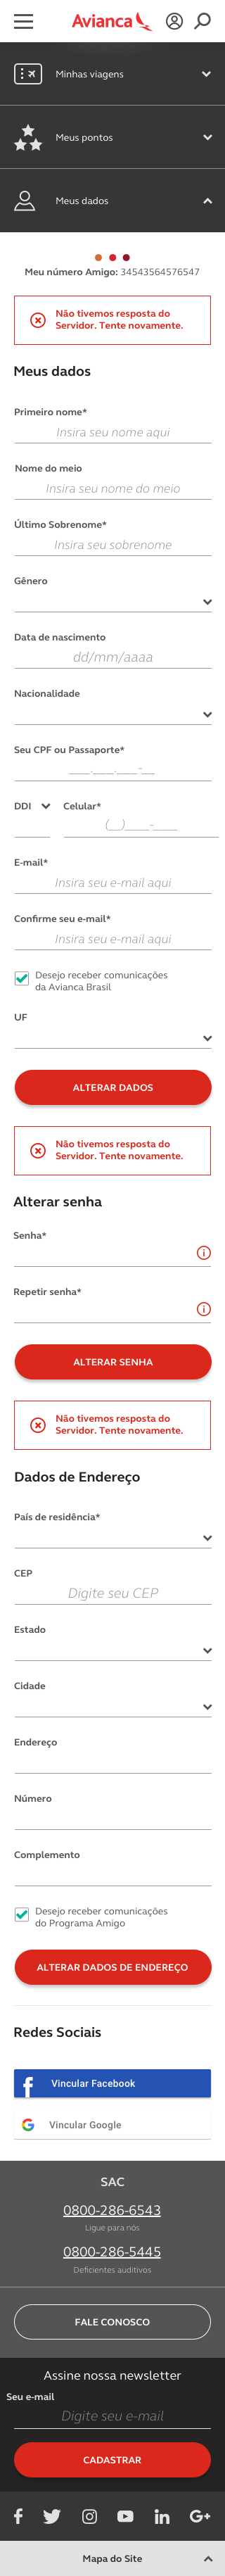 Avianca
Minhas viagens
Meus pontos
Meus dados
Meu número Amigo: 34543564576547
Não tivemos resposta do
Servidor. Tente novamente.
Meus dados
Primeiro nome*
Insira seu nome aqui
Nome do meio
Insira seu nome do meio
Último Sobrenome*
Insira seu sobrenome
Gênero
Data de nascimento
dd/mm/aaaa
Nacionalidade
Seu CPF ou Passaporte*
___.___.___-__
DDI Celular*
(__)____-____
E-mail*
Insira seu e-mail aqui
Confirme seu e-mail*
Insira seu e-mail aqui
Desejo receber comunicações
da Avianca Brasil
UF
ALTERAR DADOS
Não tivemos resposta do
Servidor. Tente novamente.
Alterar senha
Senha*
Repetir senha*
ALTERAR SENHA
Não tivemos resposta do
Servidor. Tente novamente.
Dados de Endereço
País de residência*
CEP
Digite seu CEP
Estado
Cidade
Endereço
Número
Complemento
Desejo receber comunicações
do Programa Amigo
ALTERAR DADOS DE ENDEREÇO
Redes Sociais
Vincular Facebook
Vincular Google
SAC
0800-286-6543
Ligue para nós
0800-286-5445
Deficientes auditivos
FALE CONOSCO
Assine nossa newsletter
Seu e-mail
Digite seu e-mail
CADASTRAR
Mapa do Site